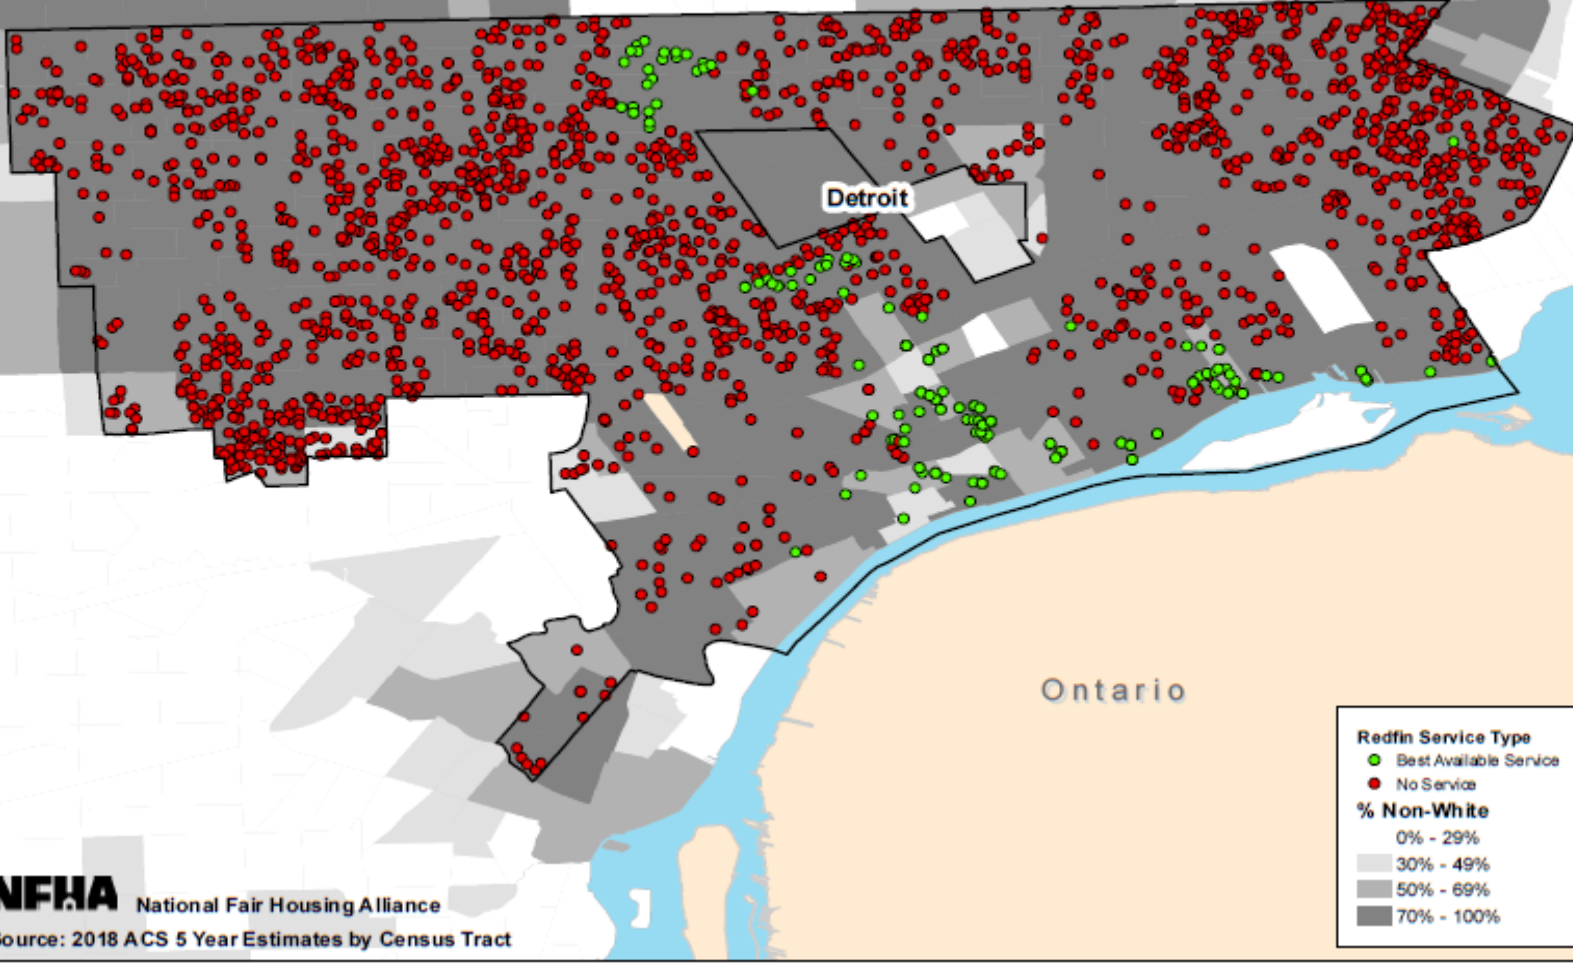 Detroit
Ontario
Redfin Service Type
Best Available Service
No Service
% Non-White
0% - 29%
30% - 49%
50% - 69%
70% - 100%
NFHA National Fair Housing Alliance
Source: 2018 ACS 5 Year Estimates by Census Tract